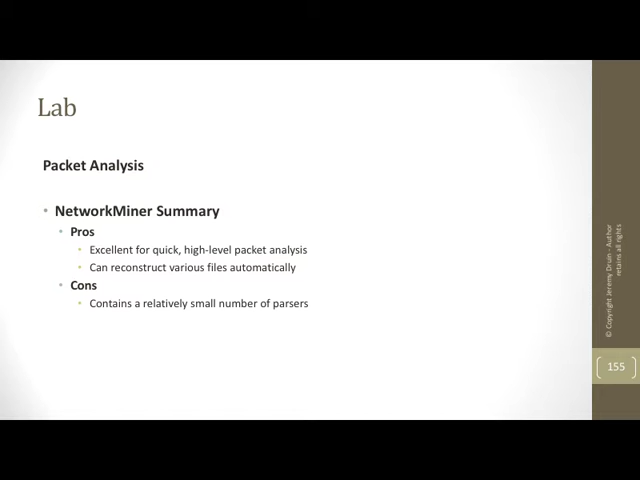 Lab
Packet Analysis
• NetworkMiner Summary
• Pros
• Excellent for quick, high-level packet analysis
• Can reconstruct various files automatically
• Cons
• Contains a relatively small number of parsers
© Copyright Jeremy Druin - Author
retains all rights
155